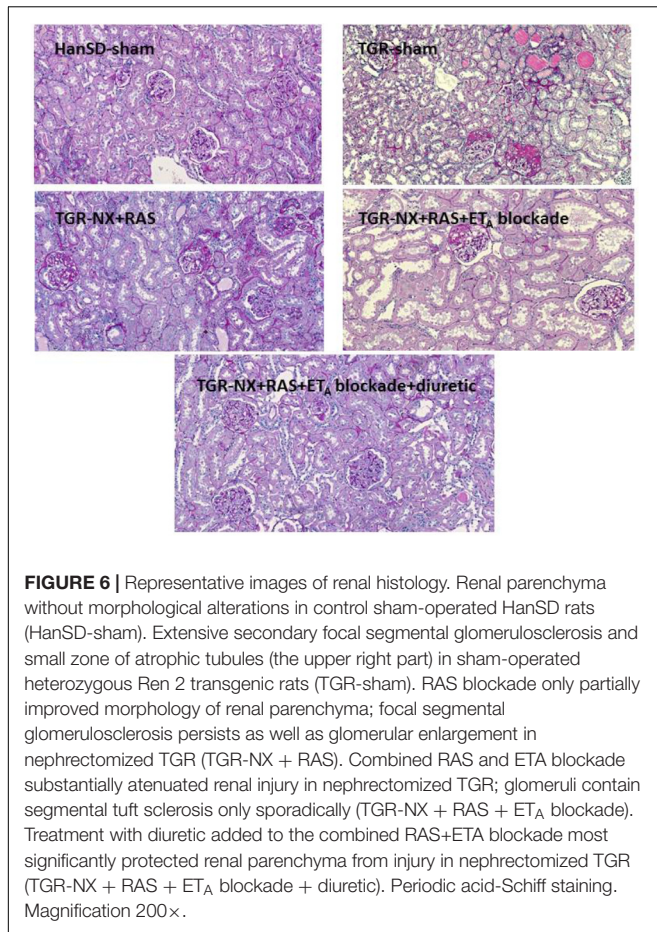 HanSD-sham
TGR-sham
TGR-NX+RAS
TGR-NX+RAS+ETA blockade
TGR-NX+RAS+ETA blockade+diuretic
FIGURE 6 | Representative images of renal histology. Renal parenchyma
without morphological alterations in control sham-operated HanSD rats
(HanSD-sham). Extensive secondary focal segmental glomerulosclerosis and
small zone of atrophic tubules (the upper right part) in sham-operated
heterozygous Ren 2 transgenic rats (TGR-sham). RAS blockade only partially
improved morphology of renal parenchyma; focal segmental
glomerulosclerosis persists as well as glomerular enlargement in
nephrectomized TGR (TGR-NX + RAS). Combined RAS and ETA blockade
substantially atenuated renal injury in nephrectomized TGR; glomeruli contain
segmental tuft sclerosis only sporadically (TGR-NX + RAS + ETA blockade).
Treatment with diuretic added to the combined RAS+ETA blockade most
significantly protected renal parenchyma from injury in nephrectomized TGR
(TGR-NX + RAS + ETA blockade + diuretic). Periodic acid-Schiff staining.
Magnification 200×.